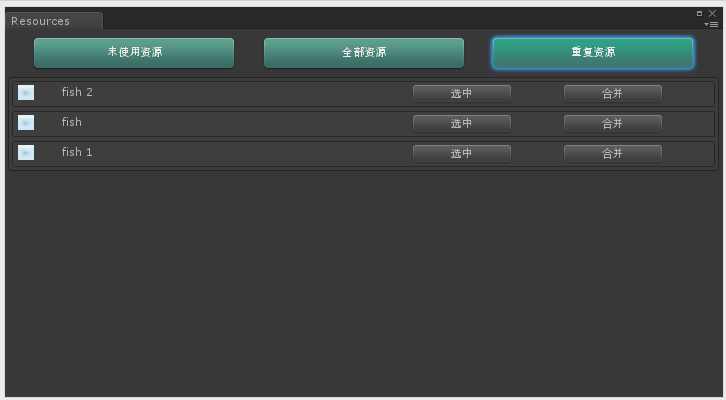 Resources
未使用资源 全部资源 重复资源
fish 2 选中 合并
fish 选中 合并
fish 1 选中 合并